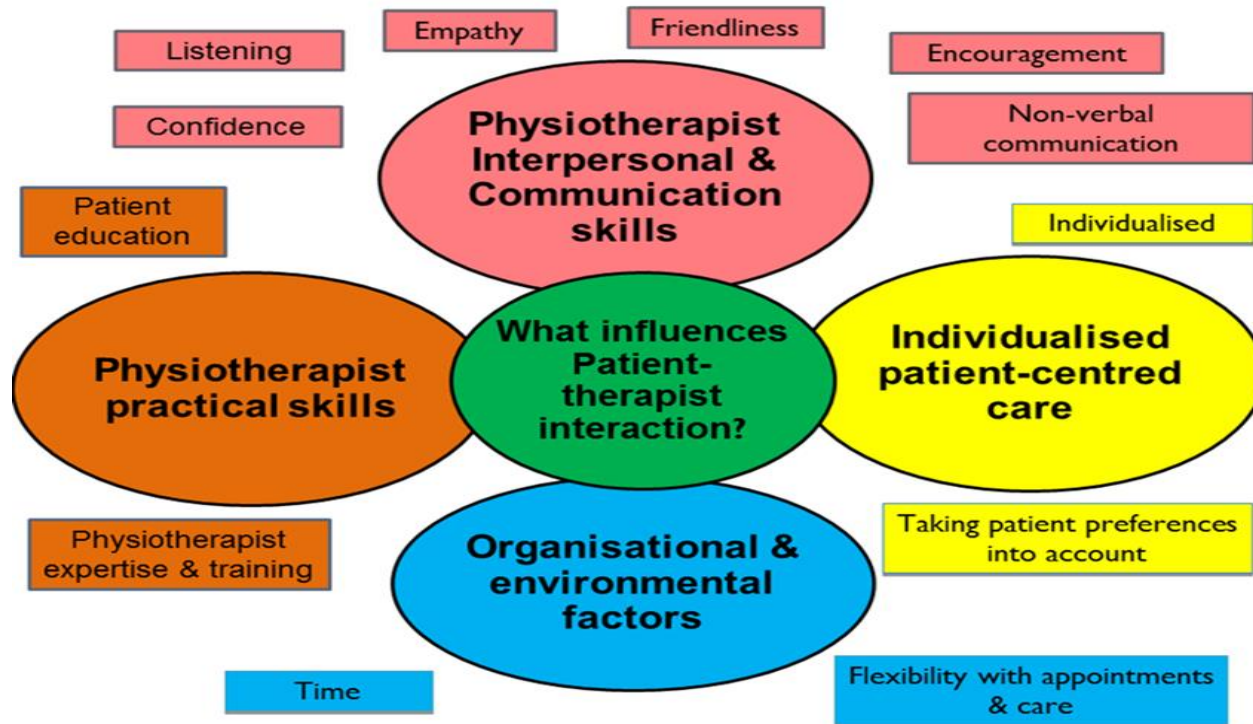 Empathy
Friendliness
Listening
Encouragement
Confidence
Non-verbal
communication
Physiotherapist
Interpersonal &
Communication
skills
Patient
education
Individualised
Physiotherapist
practical skills
What influences
Patient-
therapist
interaction?
Individualised
patient-centred
care
Physiotherapist
expertise & training
Taking patient preferences
into account
Organisational &
environmental
factors
Time
Flexibility with appointments
& care